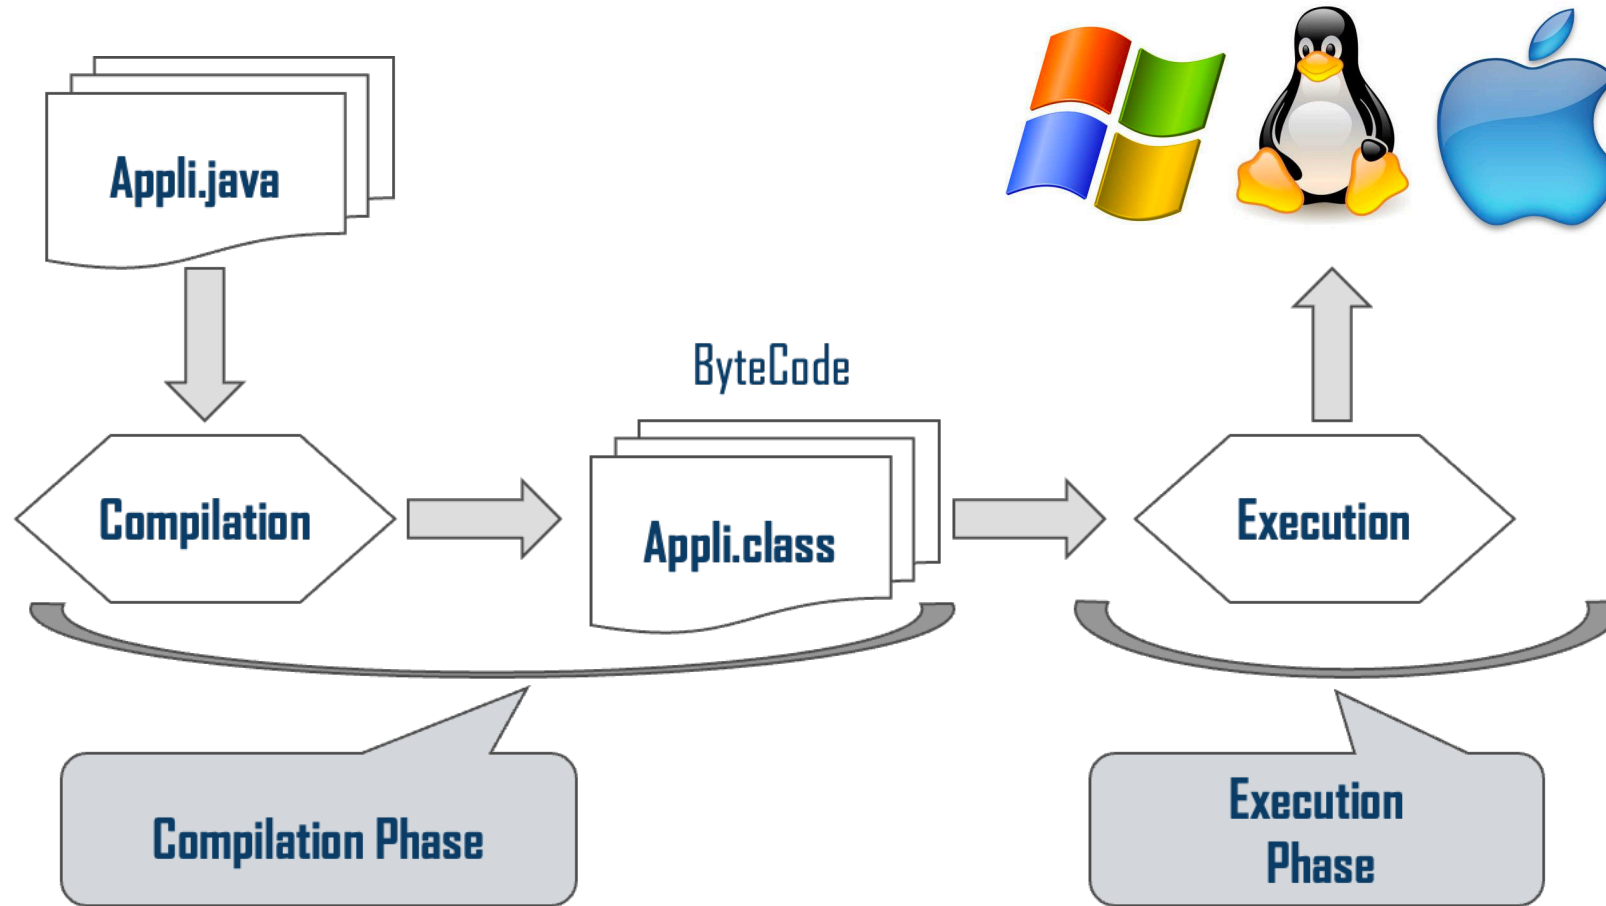 Appli.java
ByteCode
Compilation
Appli.class
Execution
Compilation Phase
Execution
Phase